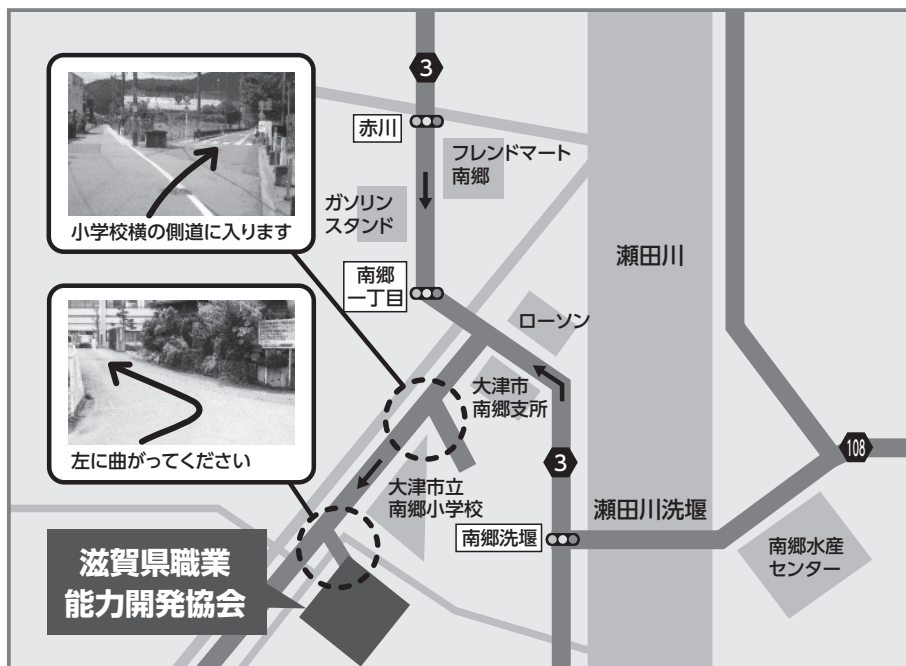 3
赤川
フレンドマート
南郷
ガソリン
スタンド
小学校横の側道に入ります
瀬田川
南郷
一丁目
ローソン
大津市
南郷支所
左に曲がってください
3
108
大津市立
南郷小学校
瀬田川洗堰
南郷洗堰
南郷水産
センター
滋賀県職業
能力開発協会